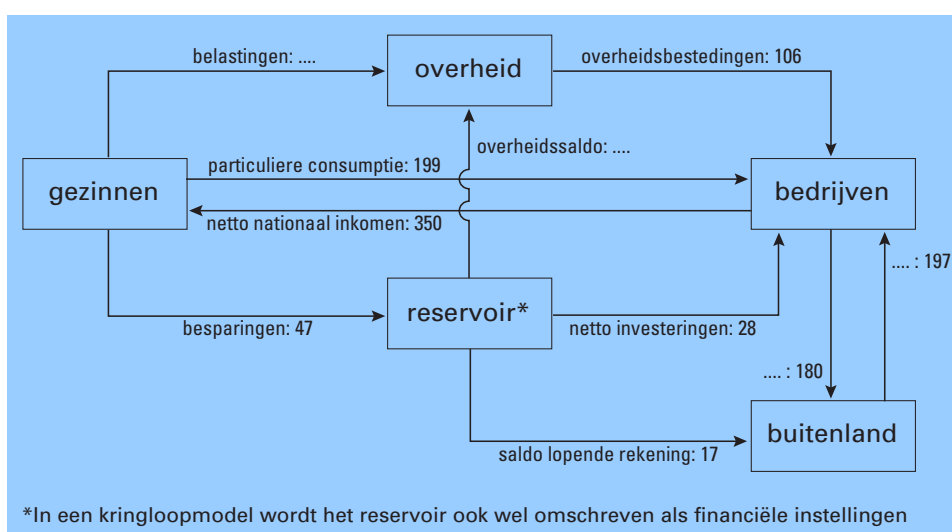 belastingen: ....
overheid
overheidsbestedingen: 106
overheidssaldo: ....
particuliere consumptie: 199
gezinnen
bedrijven
netto nationaal inkomen: 350
.... : 197
reservoir*
besparingen: 47
netto investeringen: 28
.... : 180
buitenland
saldo lopende rekening: 17
*In een kringloopmodel wordt het reservoir ook wel omschreven als financiële instellingen